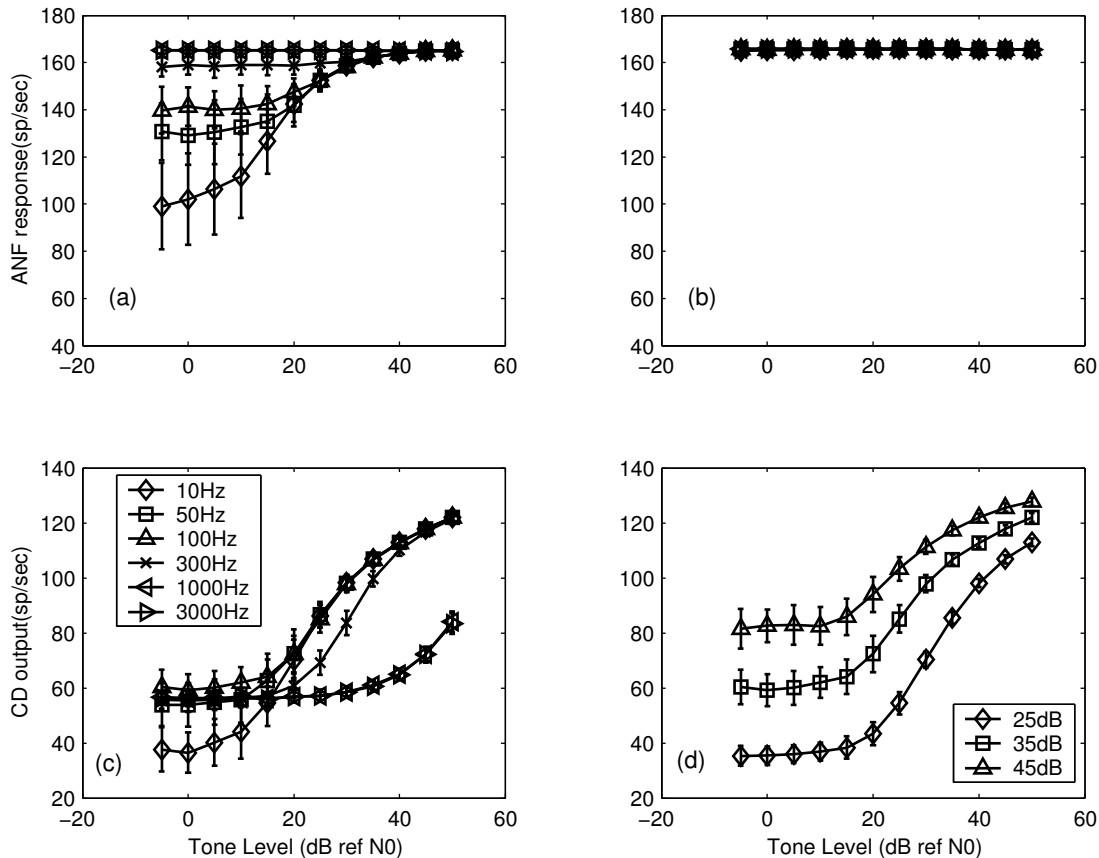 180
160
140
120
100
80
60
40
−20
0
20
40
60
ANF response(sp/sec)
(a)
180
160
140
120
100
80
60
40
−20
0
20
40
60
(b)
140
120
100
80
60
40
20
−20
0
20
40
60
CD output(sp/sec)
Tone Level (dB ref N0)
10Hz
50Hz
100Hz
300Hz
1000Hz
3000Hz
(c)
140
120
100
80
60
40
20
−20
0
20
40
60
Tone Level (dB ref N0)
(d)
25dB
35dB
45dB